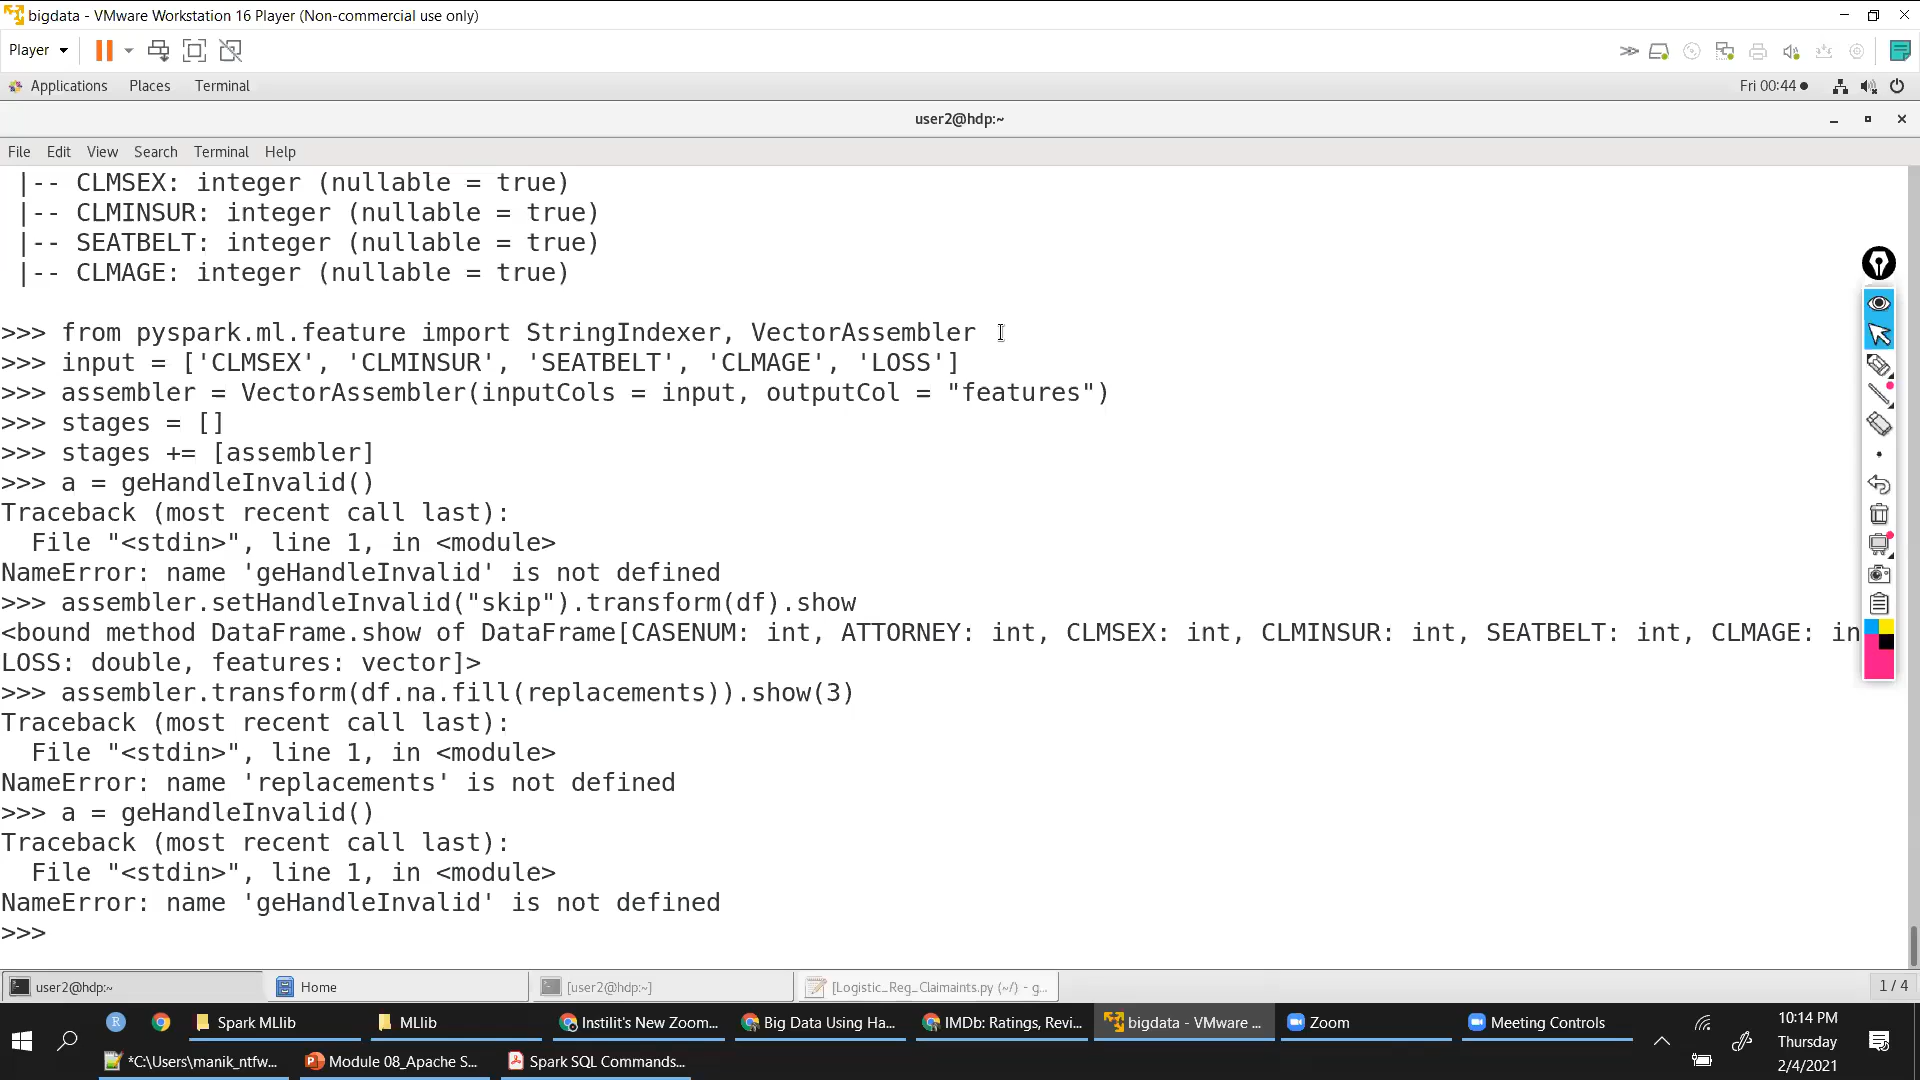 bigdata - VMware Workstation 16 Player (Non-commercial use only)
Player
Applications Places Terminal Fri 00:44
user2@hdp:~
File Edit View Search Terminal Help
|-- CLMSEX: integer (nullable = true)
|-- CLMINSUR: integer (nullable = true)
|-- SEATBELT: integer (nullable = true)
|-- CLMAGE: integer (nullable = true)
>>> from pyspark.ml.feature import StringIndexer, VectorAssembler
>>> input = ['CLMSEX', 'CLMINSUR', 'SEATBELT', 'CLMAGE', 'LOSS']
>>> assembler = VectorAssembler(inputCols = input, outputCol = "features")
>>> stages = []
>>> stages += [assembler]
>>> a = geHandleInvalid()
Traceback (most recent call last):
File "<stdin>", line 1, in <module>
NameError: name 'geHandleInvalid' is not defined
>>> assembler.setHandleInvalid("skip").transform(df).show
<bound method DataFrame.show of DataFrame[CASENUM: int, ATTORNEY: int, CLMSEX: int, CLMINSUR: int, SEATBELT: int, CLMAGE: in
LOSS: double, features: vector]>
>>> assembler.transform(df.na.fill(replacements)).show(3)
Traceback (most recent call last):
File "<stdin>", line 1, in <module>
NameError: name 'replacements' is not defined
>>> a = geHandleInvalid()
Traceback (most recent call last):
File "<stdin>", line 1, in <module>
NameError: name 'geHandleInvalid' is not defined
>>>
user2@hdp:~ Home [user2@hdp:~] [Logistic_Reg_Claimaints.py (~/) - g... 1 / 4
R Spark MLlib MLlib Instilit's New Zoom... Big Data Using Ha... IMDb: Ratings, Revi... bigdata - VMware ... Zoom Meeting Controls
*C:\Users\manik_ntfw... Module 08_Apache S... Spark SQL Commands...
10:14 PM
Thursday
2/4/2021